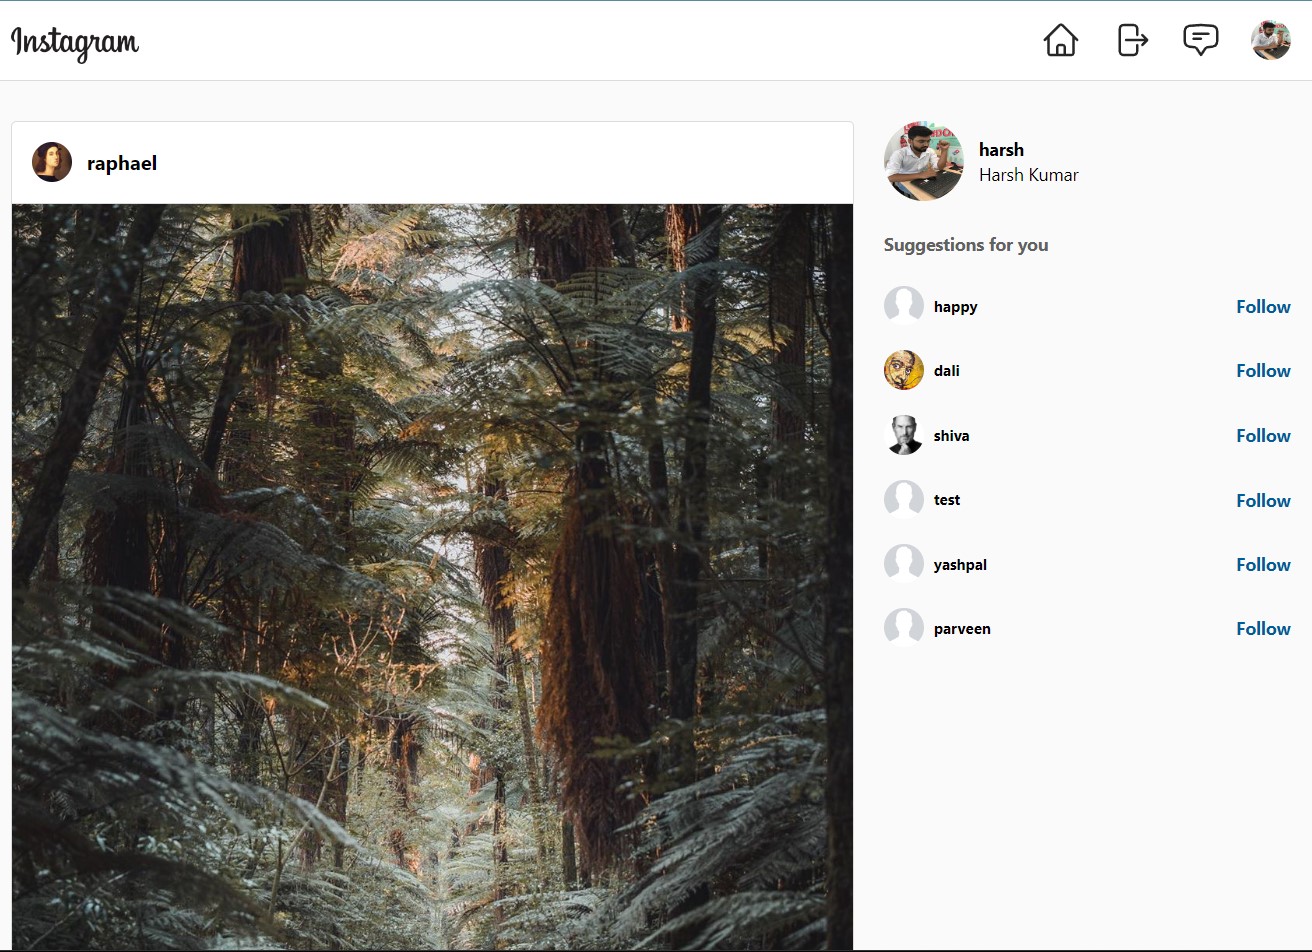 Instagram
raphael
harsh
Harsh Kumar
Suggestions for you
happy Follow
dali Follow
shiva Follow
test Follow
yashpal Follow
parveen Follow